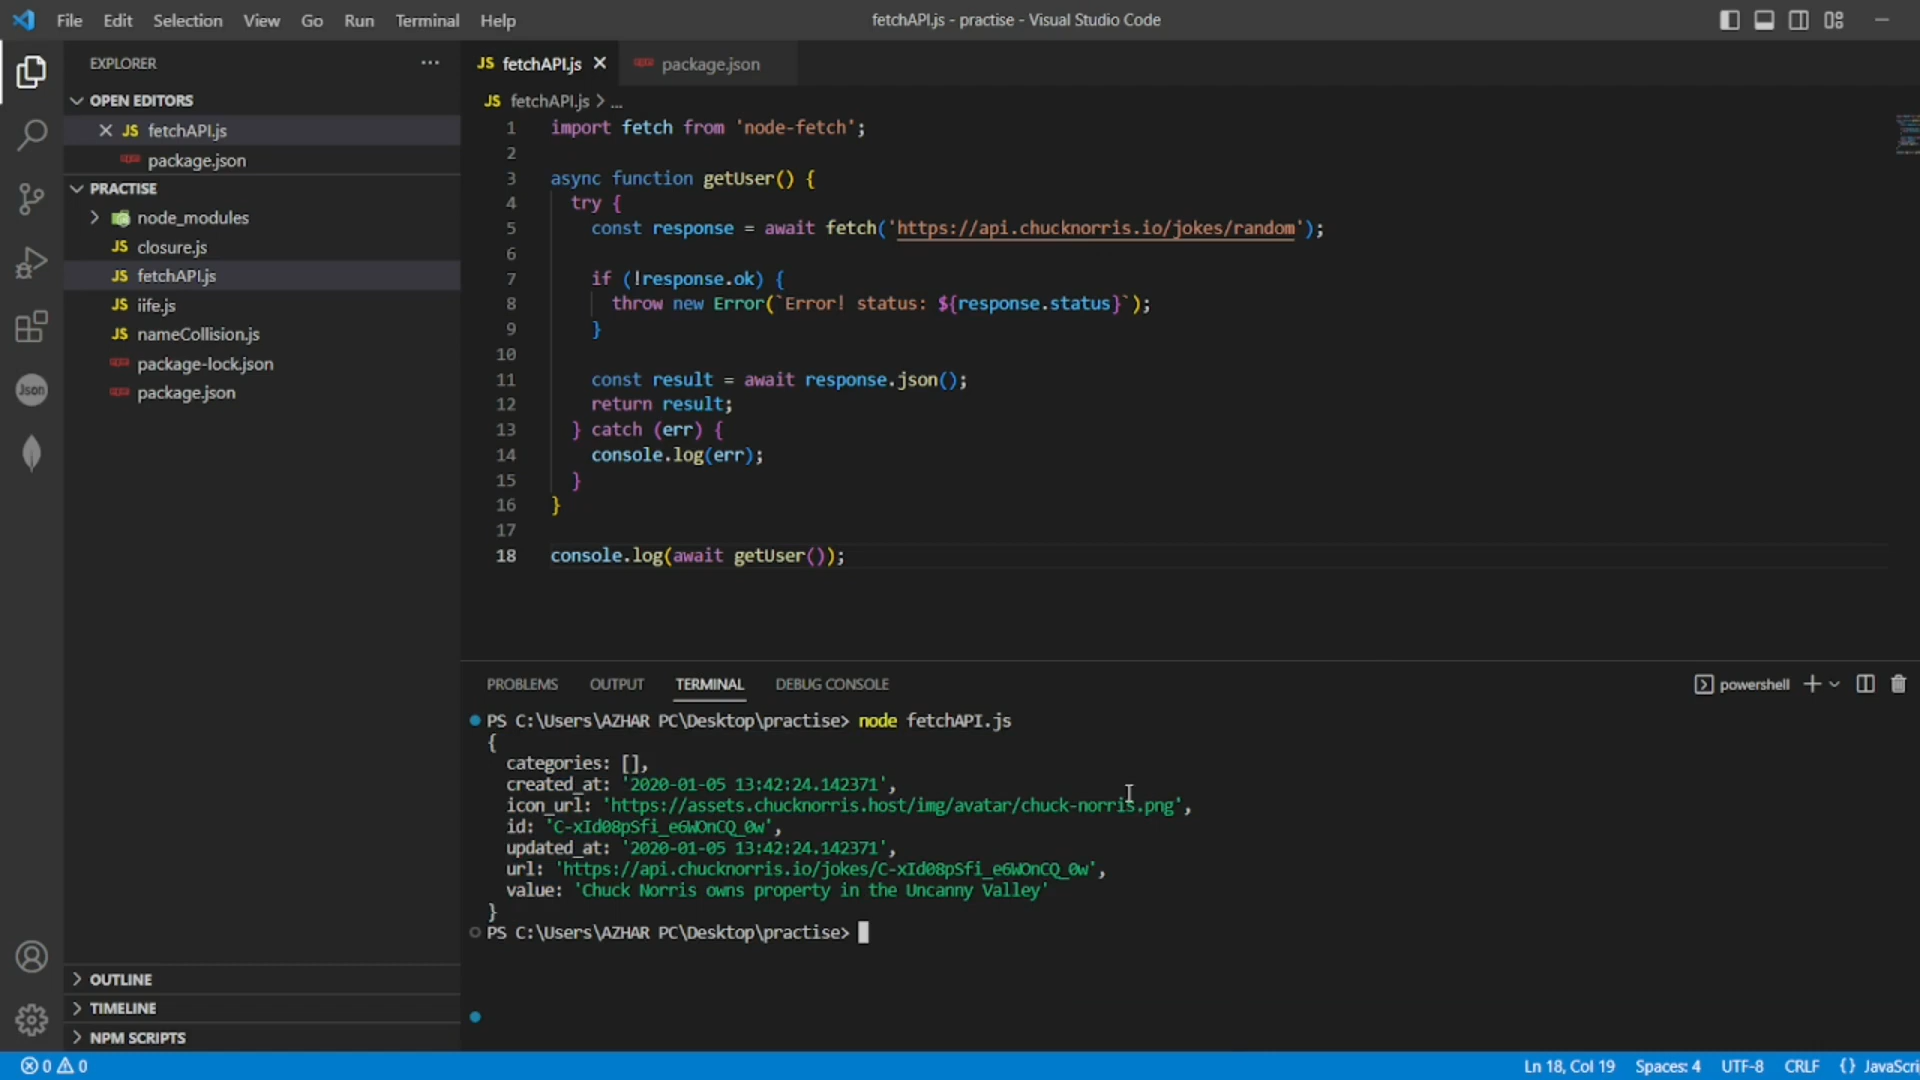 File Edit Selection View Go Run Terminal Help
fetchAPI.js - practise - Visual Studio Code
EXPLORER
OPEN EDITORS
JS fetchAPI.js
package.json
PRACTISE
node_modules
JS closure.js
JS fetchAPI.js
JS iife.js
JS nameCollision.js
package-lock.json
package.json
Json
OUTLINE
TIMELINE
NPM SCRIPTS
JS fetchAPI.js
package.json
JS fetchAPI.js > ...
1 import fetch from 'node-fetch';
2
3 async function getUser() {
4 try {
5 const response = await fetch('https://api.chucknorris.io/jokes/random');
6
7 if (!response.ok) {
8 throw new Error(`Error! status: ${response.status}`);
9 }
10
11 const result = await response.json();
12 return result;
13 } catch (err) {
14 console.log(err);
15 }
16 }
17
18 console.log(await getUser());
PROBLEMS OUTPUT TERMINAL DEBUG CONSOLE
powershell
PS C:\Users\AZHAR PC\Desktop\practise> node fetchAPI.js
{
categories: [],
created_at: '2020-01-05 13:42:24.142371',
icon_url: 'https://assets.chucknorris.host/img/avatar/chuck-norris.png',
id: 'C-xId08pSfi_e6WOnCQ_0w',
updated_at: '2020-01-05 13:42:24.142371',
url: 'https://api.chucknorris.io/jokes/C-xId08pSfi_e6WOnCQ_0w',
value: 'Chuck Norris owns property in the Uncanny Valley'
}
PS C:\Users\AZHAR PC\Desktop\practise>
0 0
Ln 18, Col 19 Spaces: 4 UTF-8 CRLF {} JavaScri